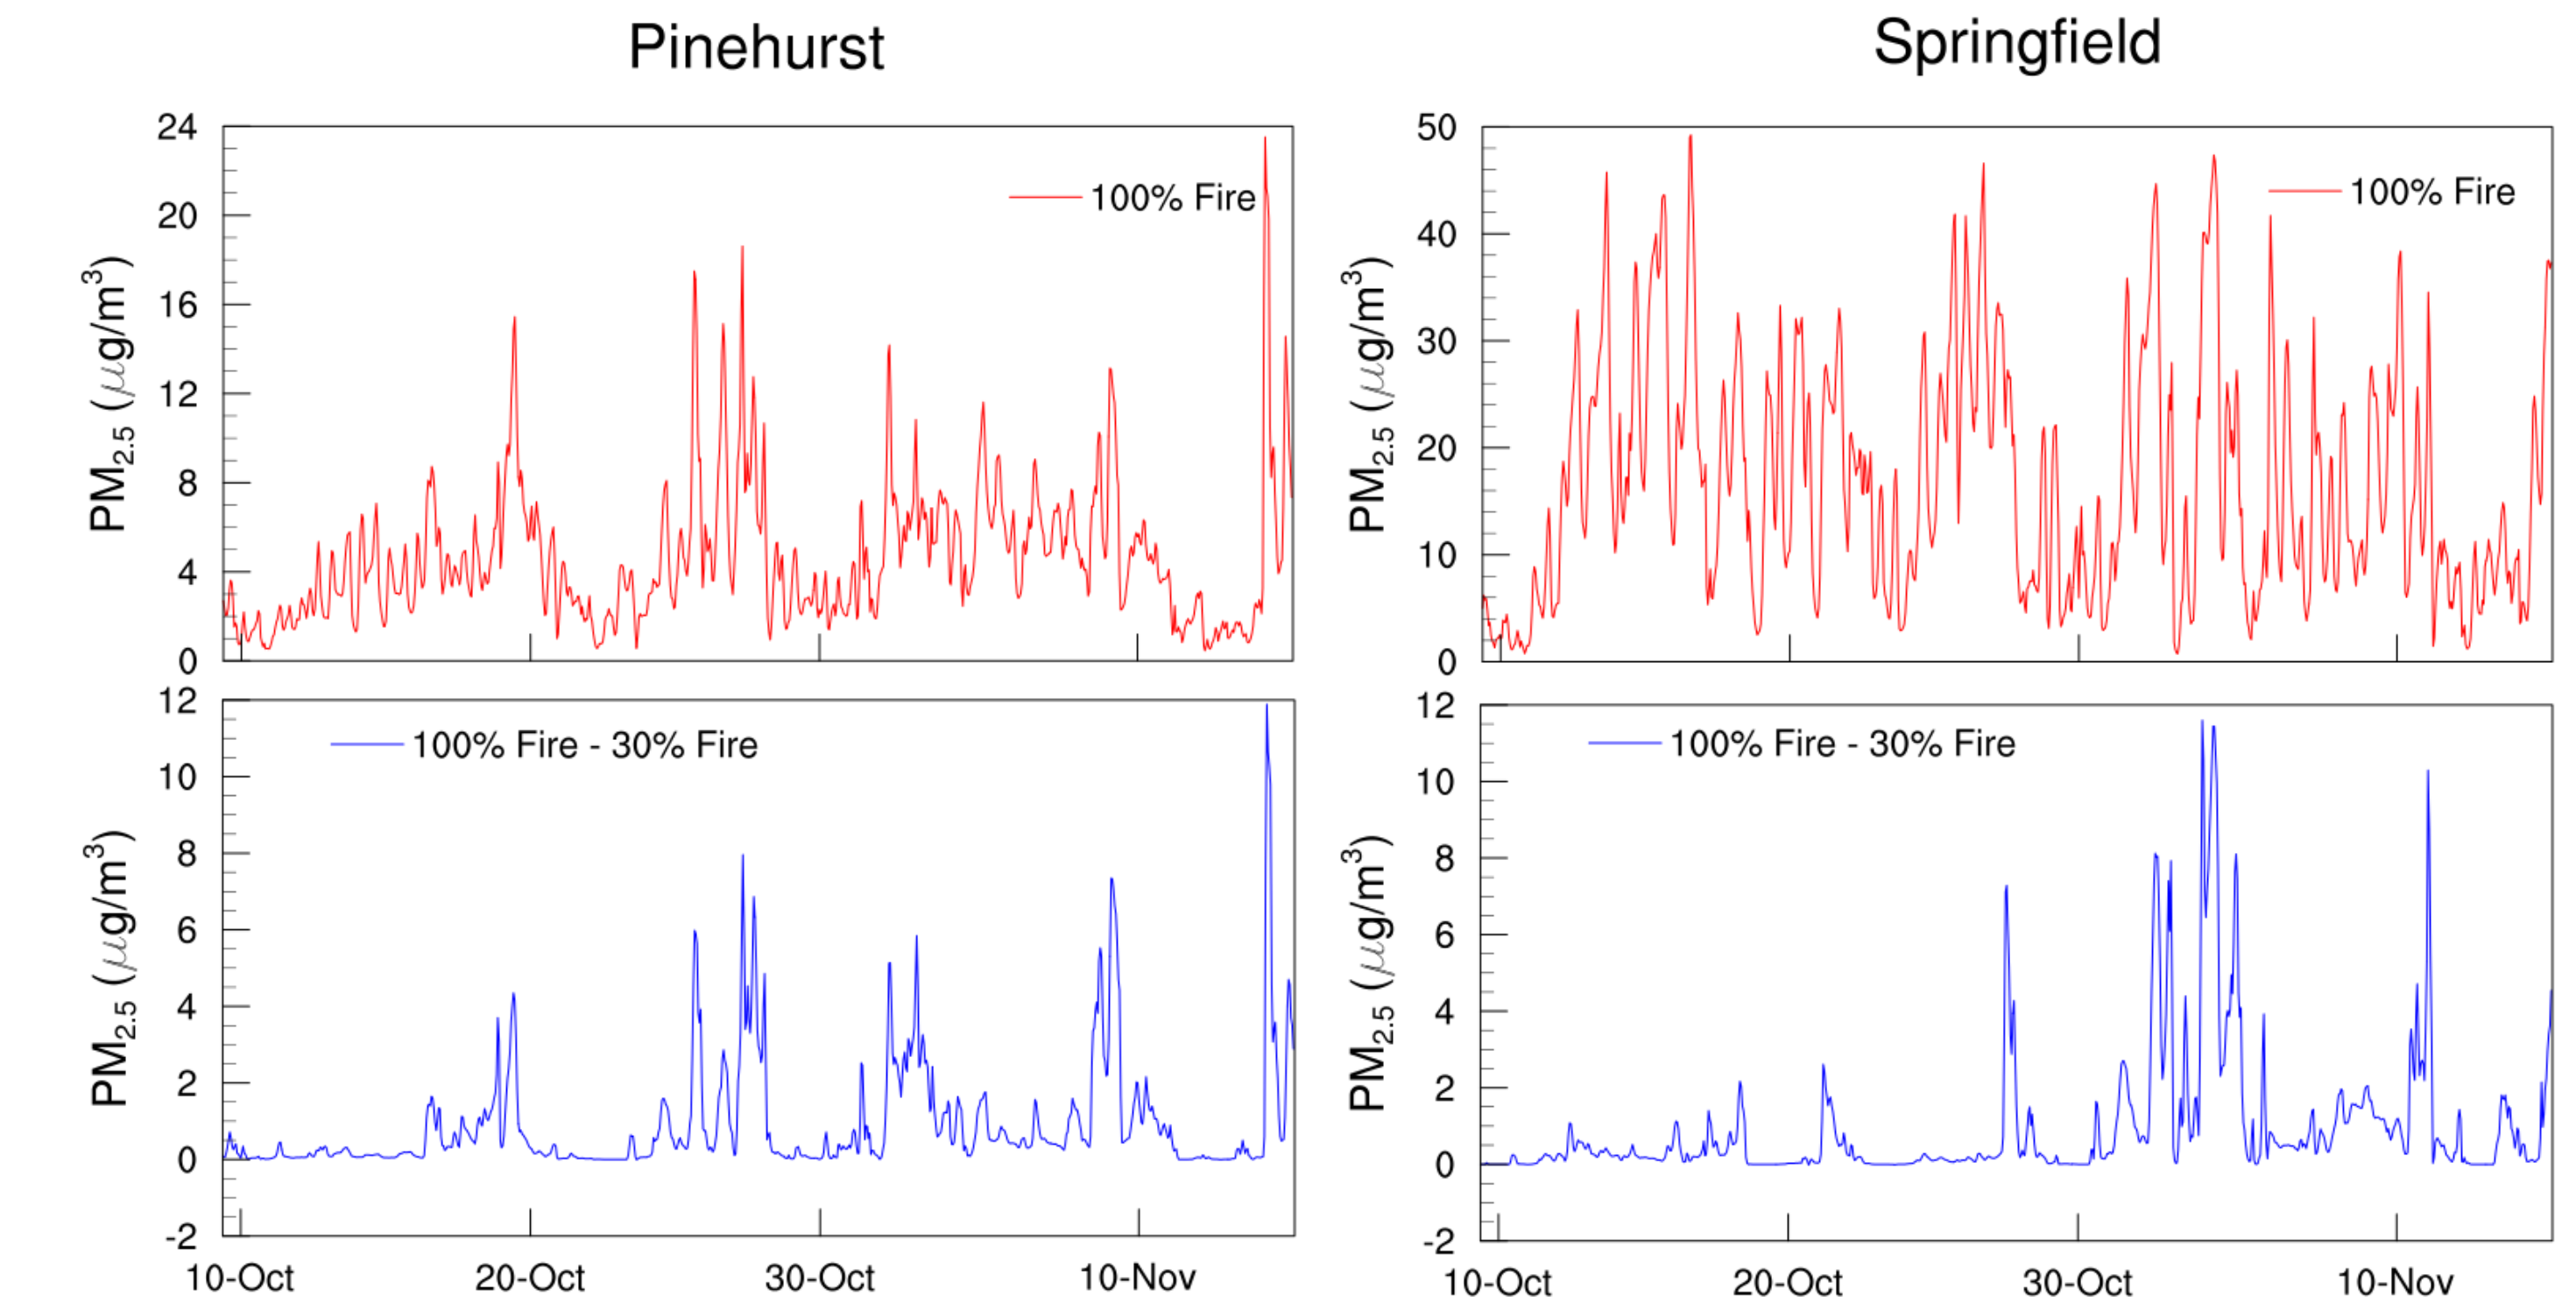 Pinehurst
Springfield
24
20
16
12
8
4
0
PM2.5 (μg/m³)
100% Fire
50
40
30
20
10
0
PM2.5 (μg/m³)
100% Fire
12
10
8
6
4
2
0
-2
PM2.5 (μg/m³)
100% Fire - 30% Fire
10-Oct
20-Oct
30-Oct
10-Nov
12
10
8
6
4
2
0
-2
PM2.5 (μg/m³)
100% Fire - 30% Fire
10-Oct
20-Oct
30-Oct
10-Nov